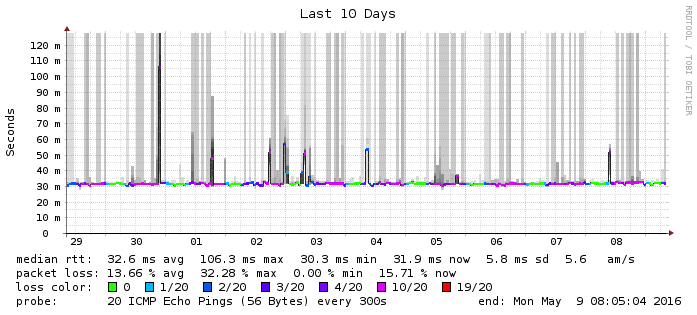 Last 10 Days
RRDTOOL / TOBI OETIKER
Seconds
120 m
110 m
100 m
90 m
80 m
70 m
60 m
50 m
40 m
30 m
20 m
10 m
0
29 30 01 02 03 04 05 06 07 08
median rtt: 32.6 ms avg 106.3 ms max 30.3 ms min 31.9 ms now 5.8 ms sd 5.6 am/s
packet loss: 13.66 % avg 32.28 % max 0.00 % min 15.71 % now
loss color: 0 1/20 2/20 3/20 4/20 10/20 19/20
probe: 20 ICMP Echo Pings (56 Bytes) every 300s end: Mon May 9 08:05:04 2016